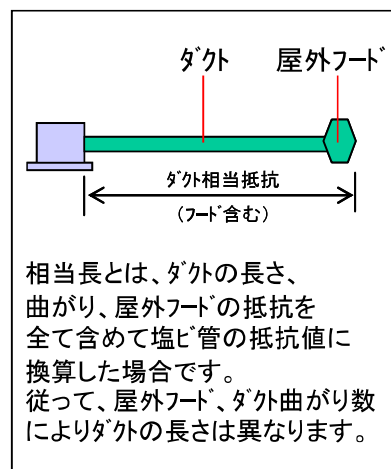 ﾀﾞｸﾄ 屋外ﾌｰﾄﾞ
ﾀﾞｸﾄ相当抵抗
(ﾌｰﾄﾞ含む)
相当長とは、ﾀﾞｸﾄの長さ、
曲がり、屋外ﾌｰﾄﾞの抵抗を
全て含めて塩ﾋﾞ管の抵抗値に
換算した場合です。
従って、屋外ﾌｰﾄﾞ、ﾀﾞｸﾄ曲がり数
によりﾀﾞｸﾄの長さは異なります。